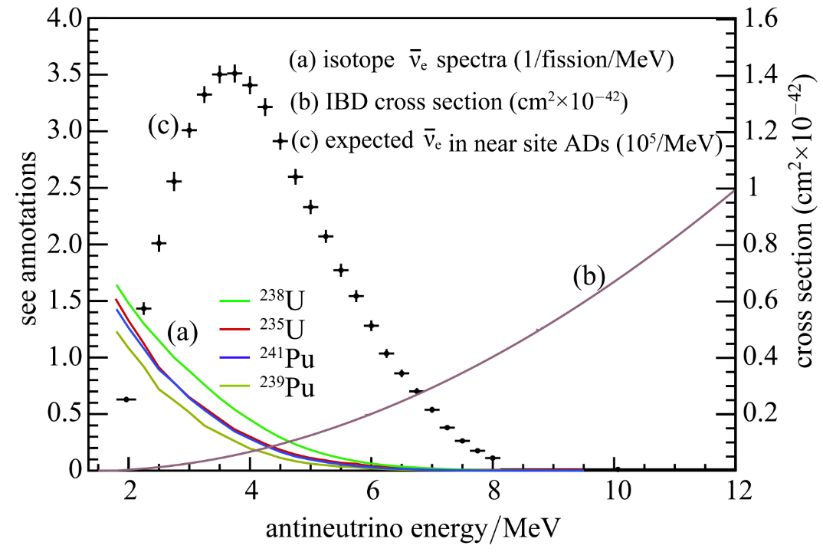 4.0
3.5
3.0
2.5
2.0
1.5
1.0
0.5
0
see annotations
(a) isotope ν̄ₑ spectra (1/fission/MeV)
(b) IBD cross section (cm²×10⁻⁴²)
(c) expected ν̄ₑ in near site ADs (10⁵/MeV)
(c)
(b)
(a)
²³⁸U
²³⁵U
²⁴¹Pu
²³⁹Pu
1.6
1.4
1.2
1
0.8
0.6
0.4
0.2
cross section (cm²×10⁻⁴²)
2 4 6 8 10 12
antineutrino energy/MeV